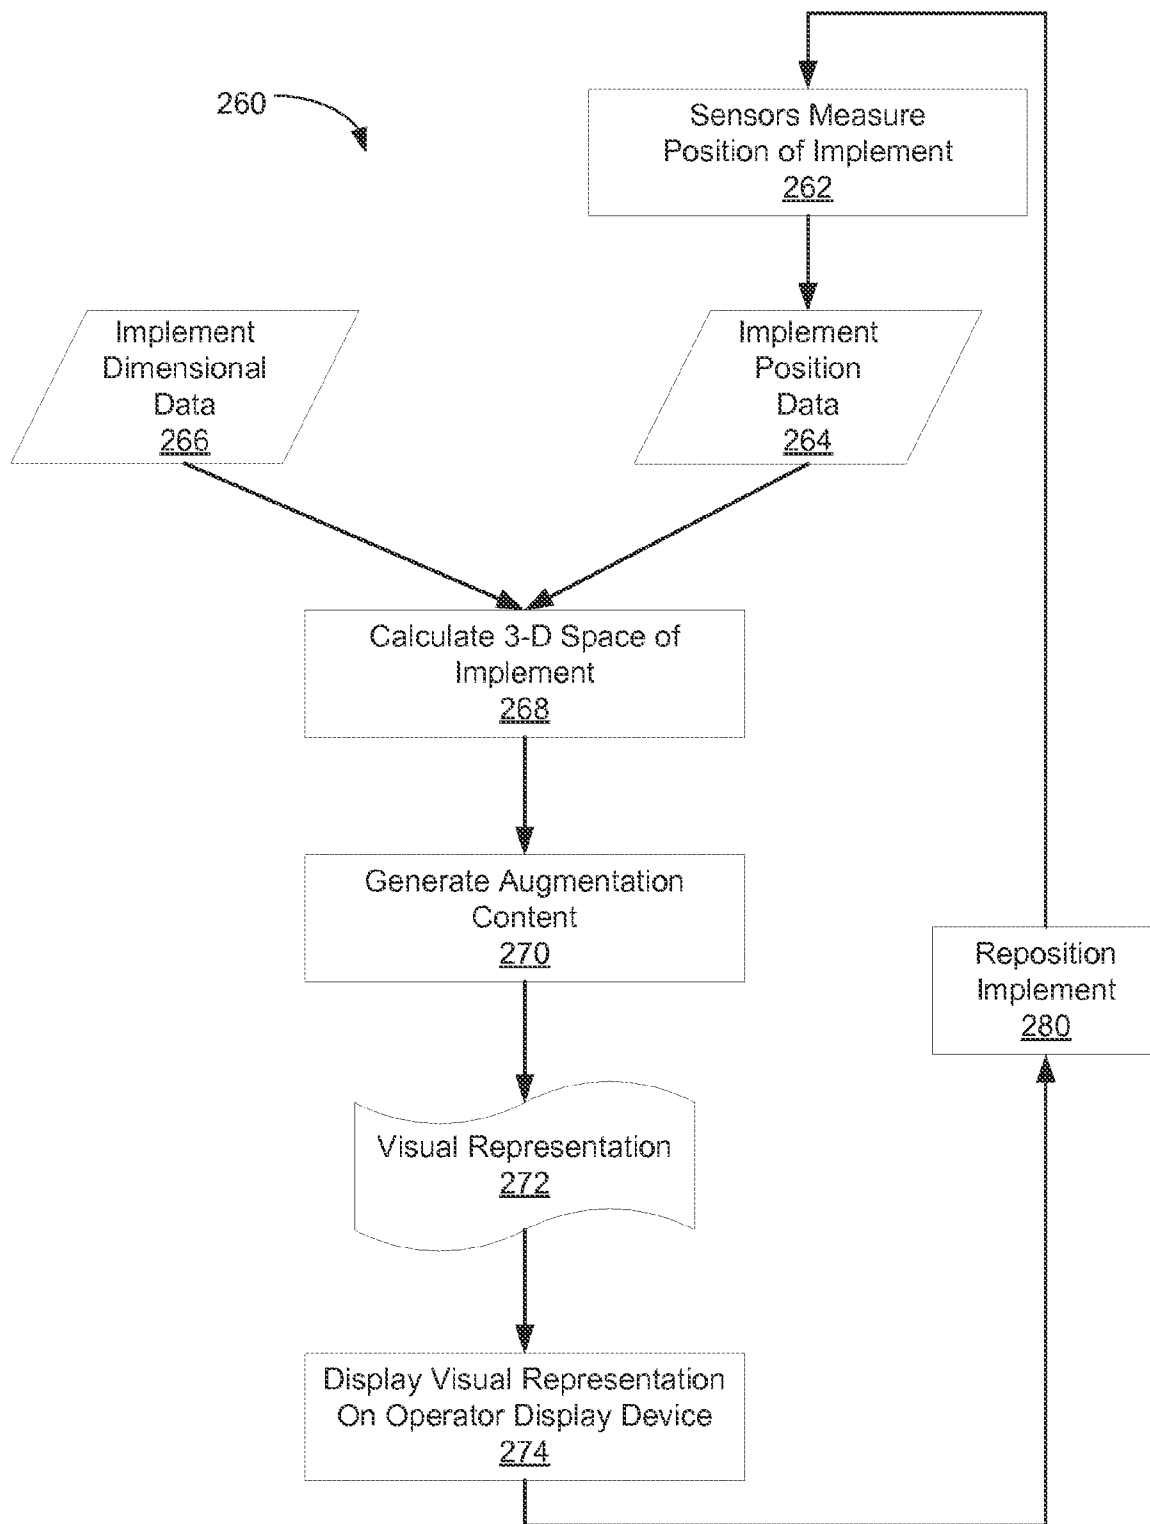 260
Sensors Measure
Position of Implement
262
Implement
Dimensional
Data
266
Implement
Position
Data
264
Calculate 3-D Space of
Implement
268
Generate Augmentation
Content
270
Reposition
Implement
280
Visual Representation
272
Display Visual Representation
On Operator Display Device
274